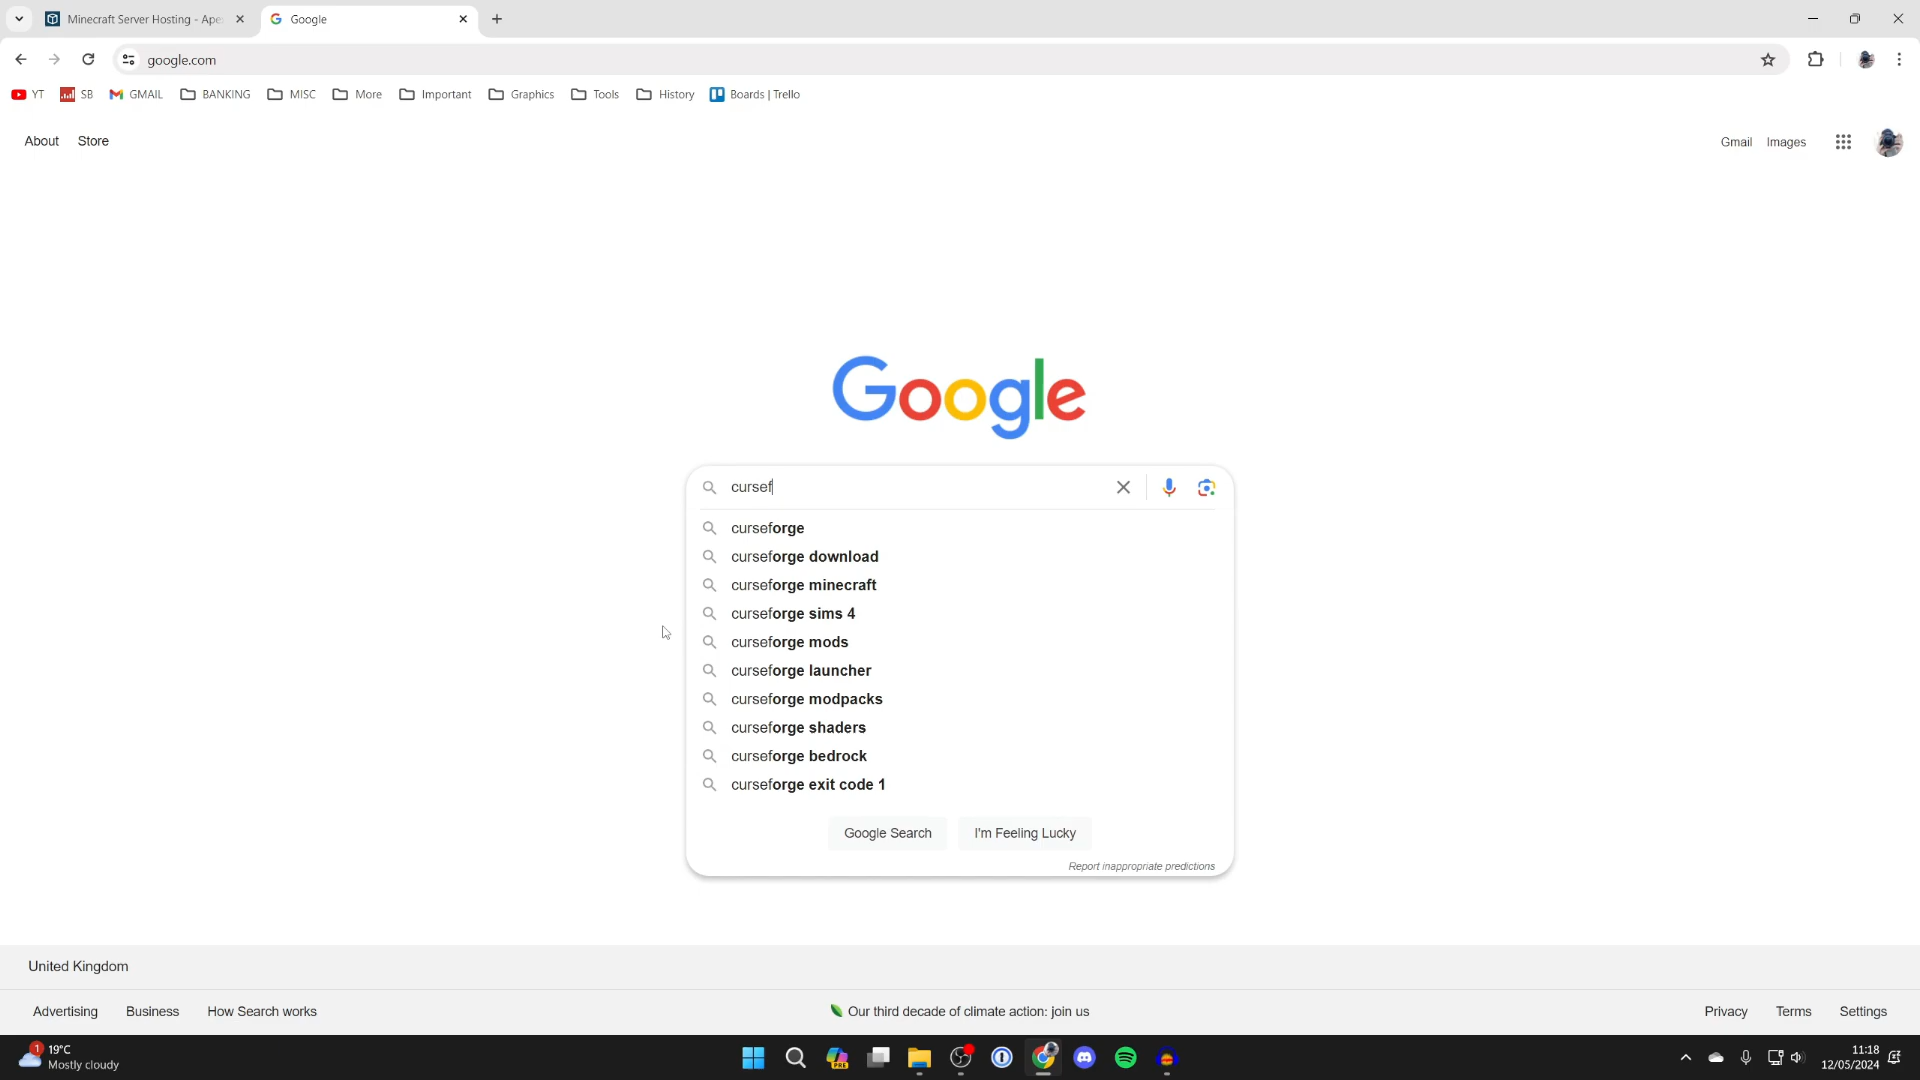 Minecraft Server Hosting - Ape
Google
google.com
YT
SB
GMAIL
BANKING
MISC
More
Important
Graphics
Tools
History
Boards | Trello
About
Store
Gmail
Images
Google
cursef
curseforge
curseforge download
curseforge minecraft
curseforge sims 4
curseforge mods
curseforge launcher
curseforge modpacks
curseforge shaders
curseforge bedrock
curseforge exit code 1
Google Search
I'm Feeling Lucky
Report inappropriate predictions
United Kingdom
Advertising
Business
How Search works
Our third decade of climate action: join us
Privacy
Terms
Settings
1
19°C
Mostly cloudy
PRE
11:18
12/05/2024